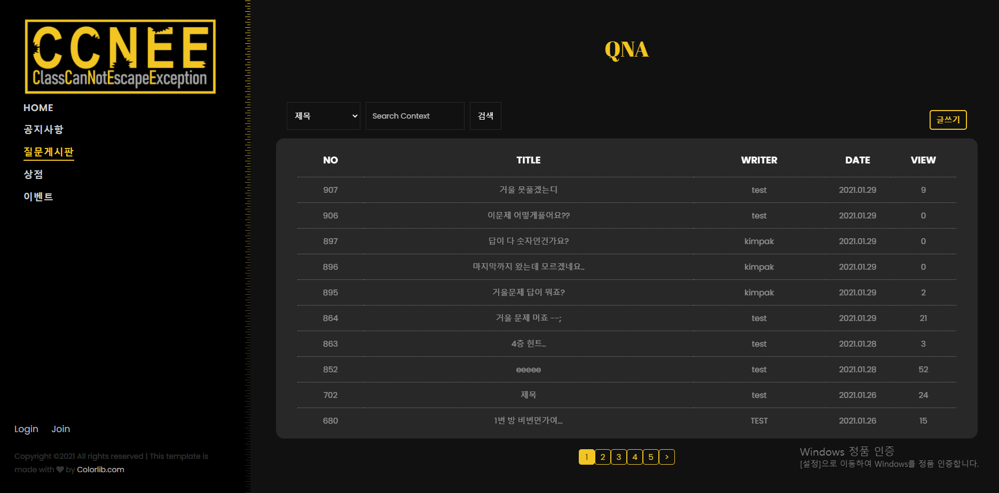 CCNEE
ClassCanNotEscapeException
HOME
공지사항
질문게시판
상점
이벤트
Login Join
Copyright ©2021 All rights reserved | This template is
made with ♥ by Colorlib.com
QNA
제목 Search Context 검색 글쓰기
NO TITLE WRITER DATE VIEW
907 거울 못풀겠는디 test 2021.01.29 9
906 이문제 어떻게풀어요?? test 2021.01.29 0
897 답이 다 숫자인건가요? kimpak 2021.01.29 0
896 마지막까지 왔는데 모르겠네요.. kimpak 2021.01.29 0
895 거울문제 답이 뭐죠? kimpak 2021.01.29 2
864 거울 문제 머죠 --; test 2021.01.29 21
863 4층 힌트.. test 2021.01.28 3
852 eeeee test 2021.01.28 52
702 제목 test 2021.01.26 24
680 1번 방 비번먼가여... TEST 2021.01.26 15
1 2 3 4 5 >
Windows 정품 인증
[설정]으로 이동하여 Windows를 정품 인증합니다.